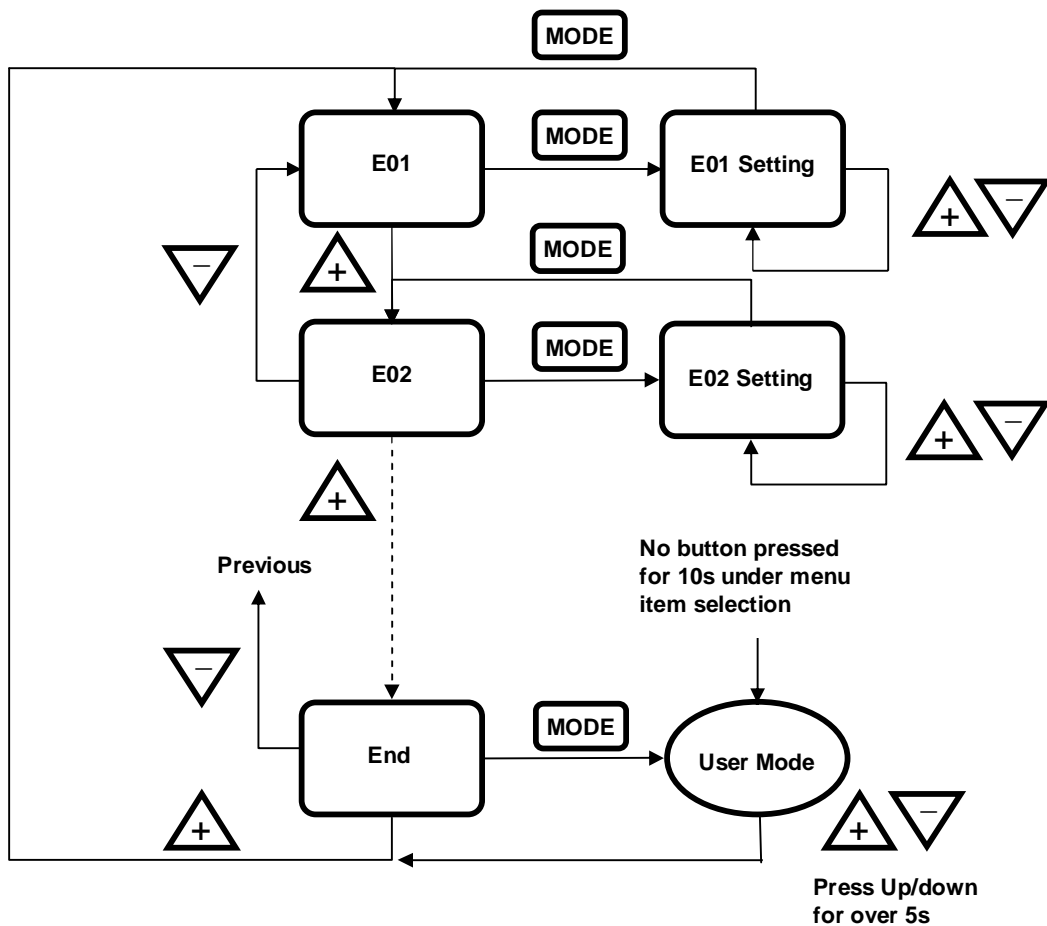 MODE
MODE
E01
E01 Setting
+
−
−
+
MODE
MODE
E02
E02 Setting
+
−
+
No button pressed
for 10s under menu
item selection
Previous
−
MODE
End
User Mode
+
+
−
Press Up/down
for over 5s